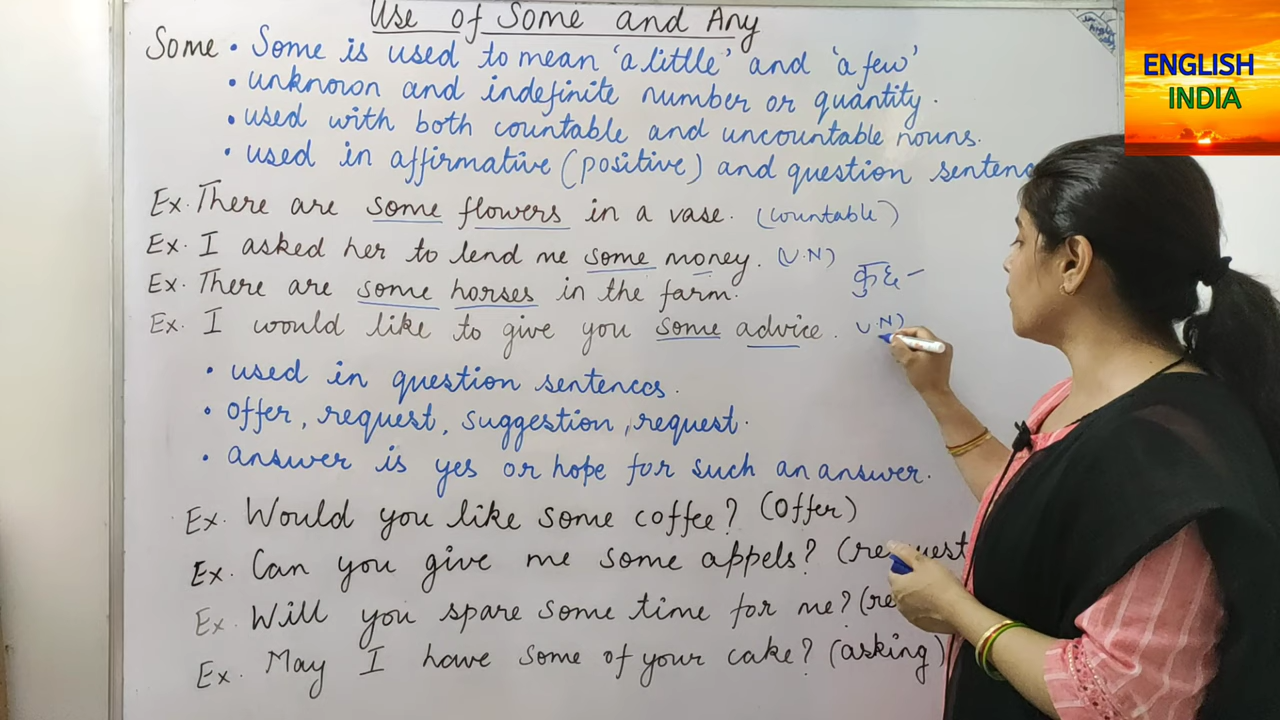 Use of Some and Any
ENGLISH
INDIA
Some • Some is used to mean 'a little' and 'a few'
• unknown and indefinite number or quantity.
• used with both countable and uncountable nouns.
• used in affirmative (positive) and question
Ex. There are some flowers in a vase. (countable)
Ex. I asked her to lend me some money. (U.N)
Ex. There are some horses in the farm. कुछ -
Ex. I would like to give you some advice. U.N)
• used in question sentences.
• offer, request, suggestion, request.
• answer is yes or hope for such an answer.
Ex. Would you like some coffee? (Offer)
Ex. Can you give me some appels?
Ex. Will you spare some time for me?
Ex. May I have some of your cake? (asking)